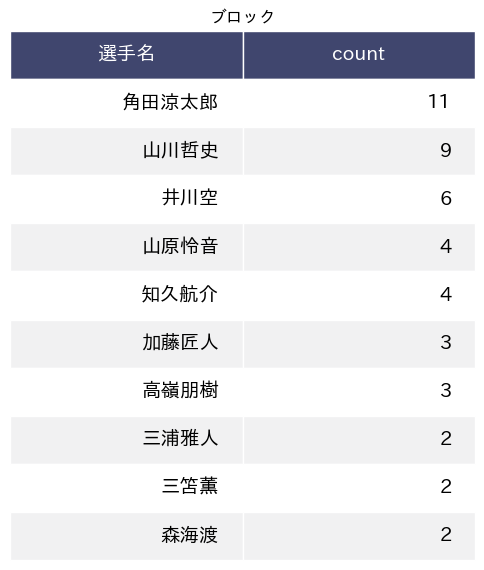 ブロック
選手名 count
角田涼太郎 11
山川哲史 9
井川空 6
山原怜音 4
知久航介 4
加藤匠人 3
高嶺朋樹 3
三浦雅人 2
三笘薫 2
森海渡 2